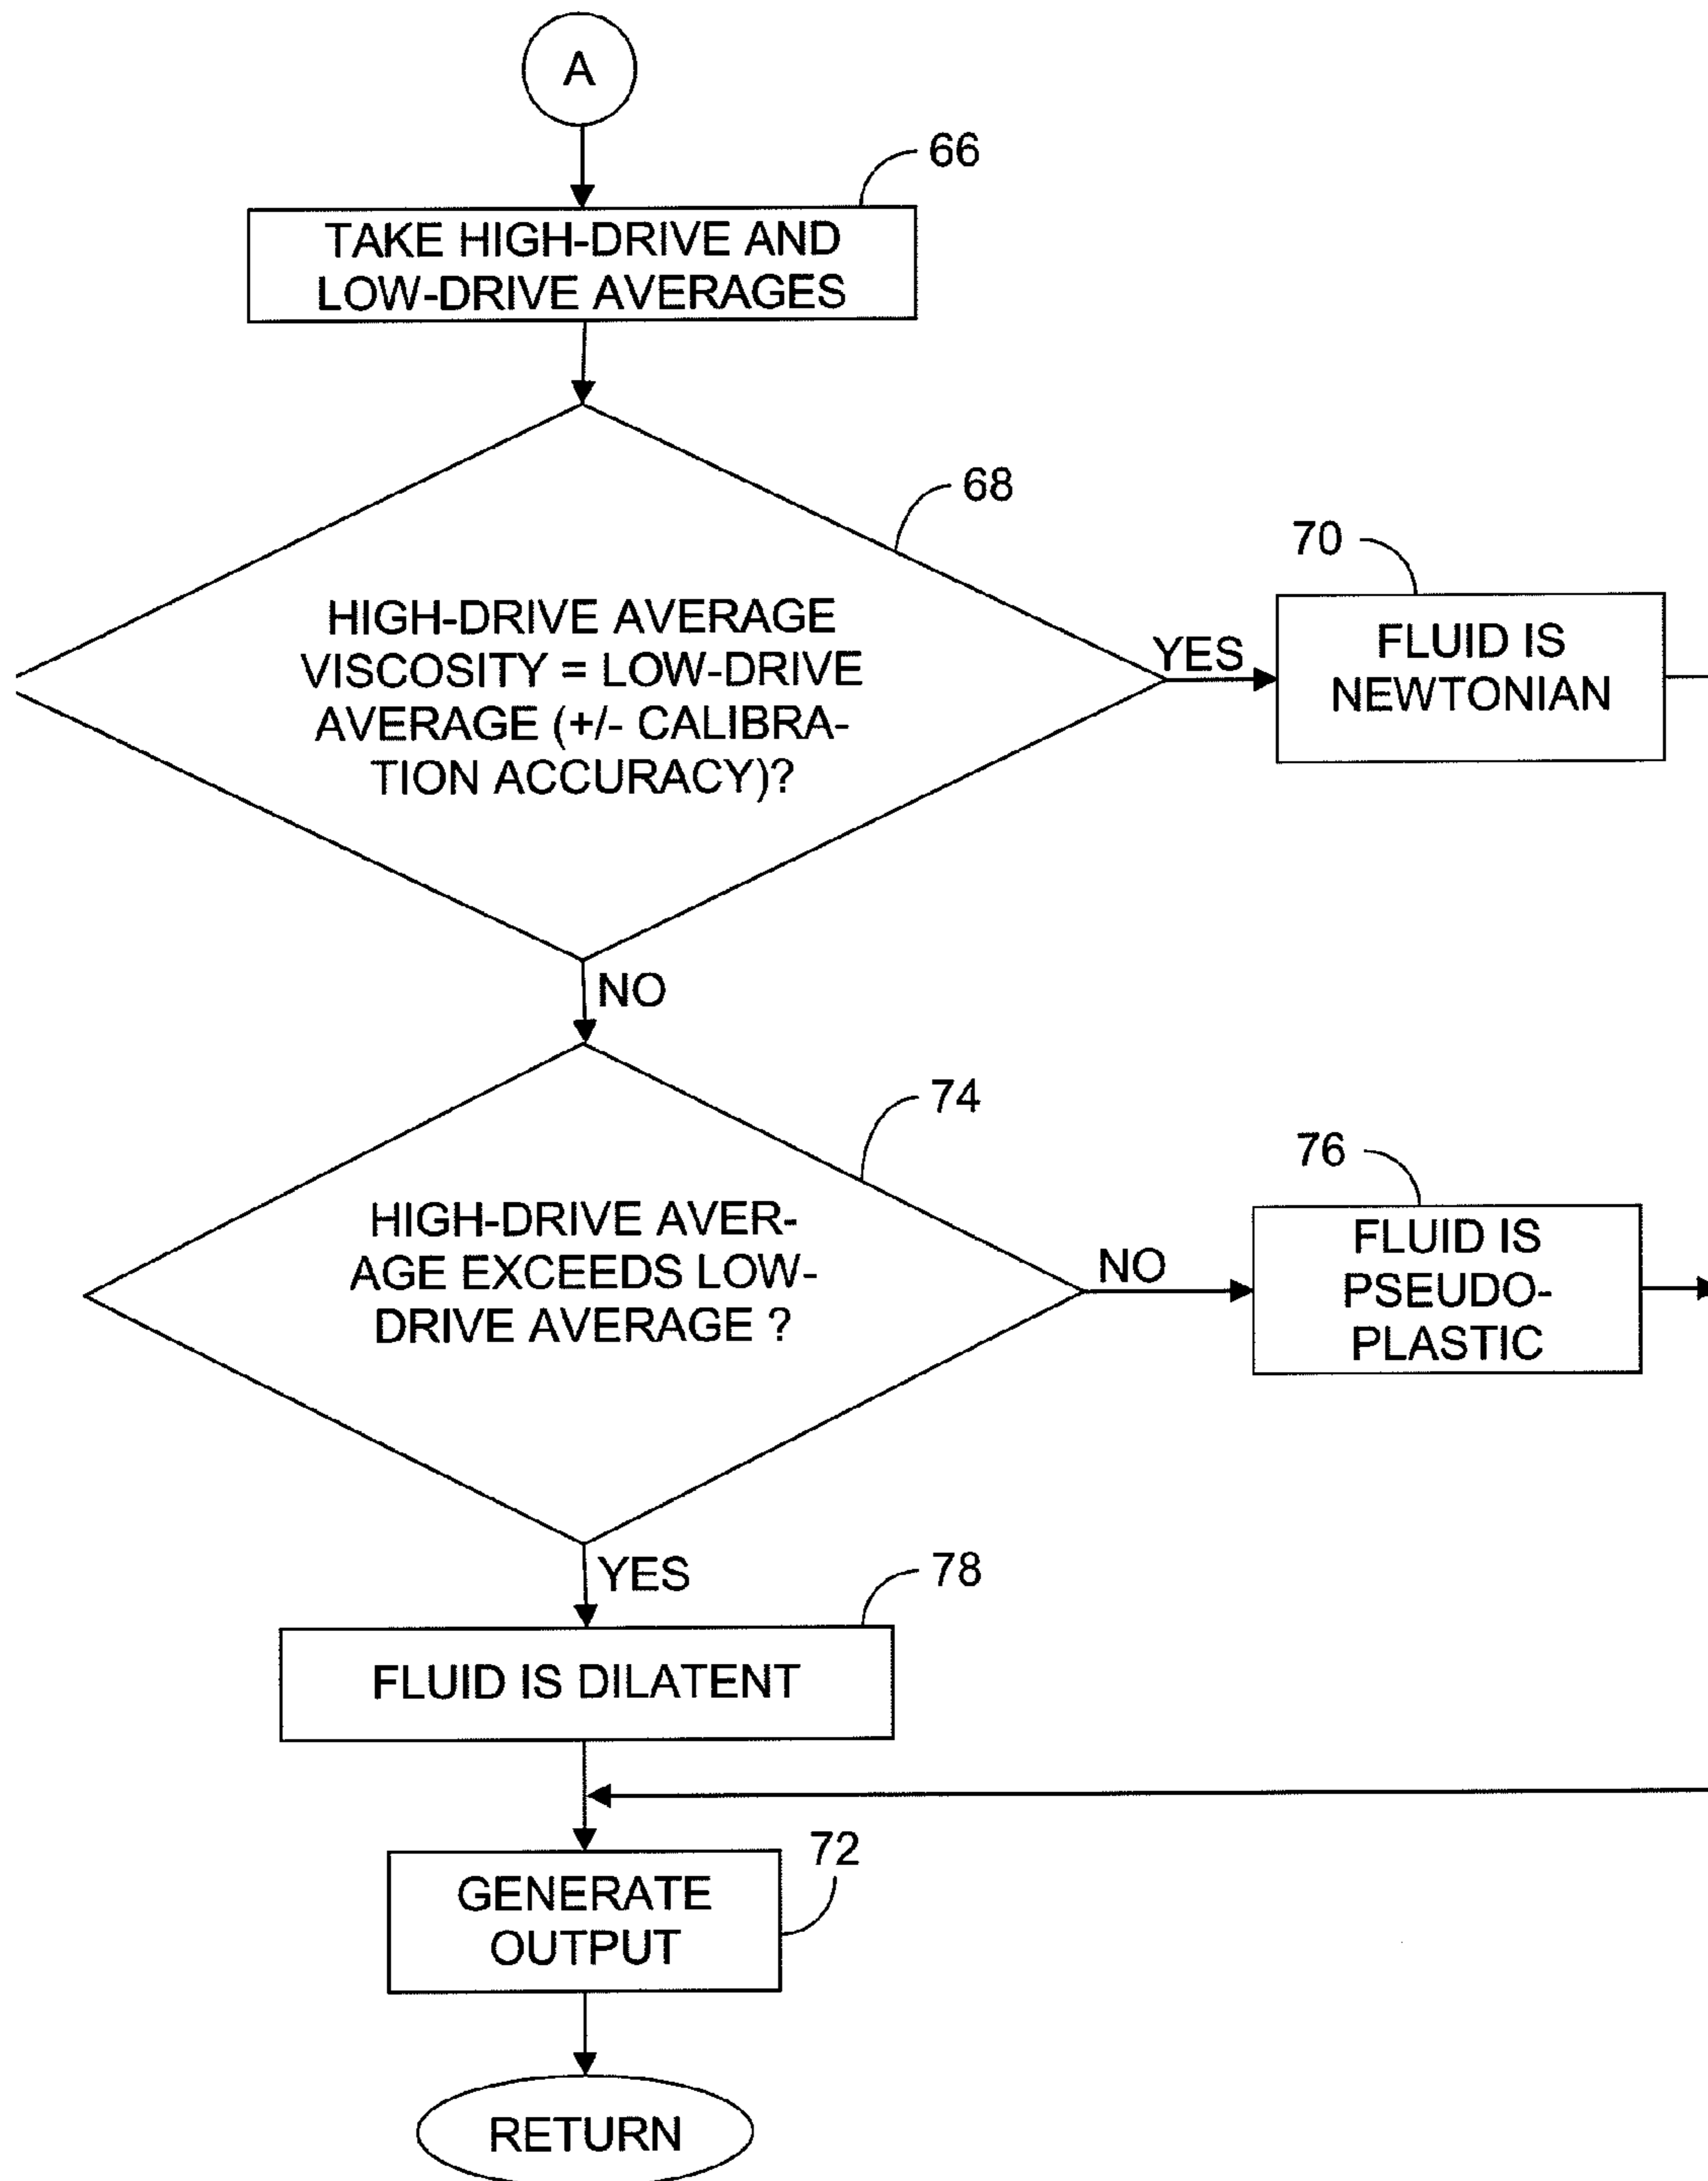 A
66
TAKE HIGH-DRIVE AND
LOW-DRIVE AVERAGES
68
HIGH-DRIVE AVERAGE
VISCOSITY = LOW-DRIVE
AVERAGE (+/- CALIBRA-
TION ACCURACY)?
YES
70
FLUID IS
NEWTONIAN
NO
74
HIGH-DRIVE AVER-
AGE EXCEEDS LOW-
DRIVE AVERAGE ?
NO
76
FLUID IS
PSEUDO-
PLASTIC
YES
78
FLUID IS DILATENT
72
GENERATE
OUTPUT
RETURN